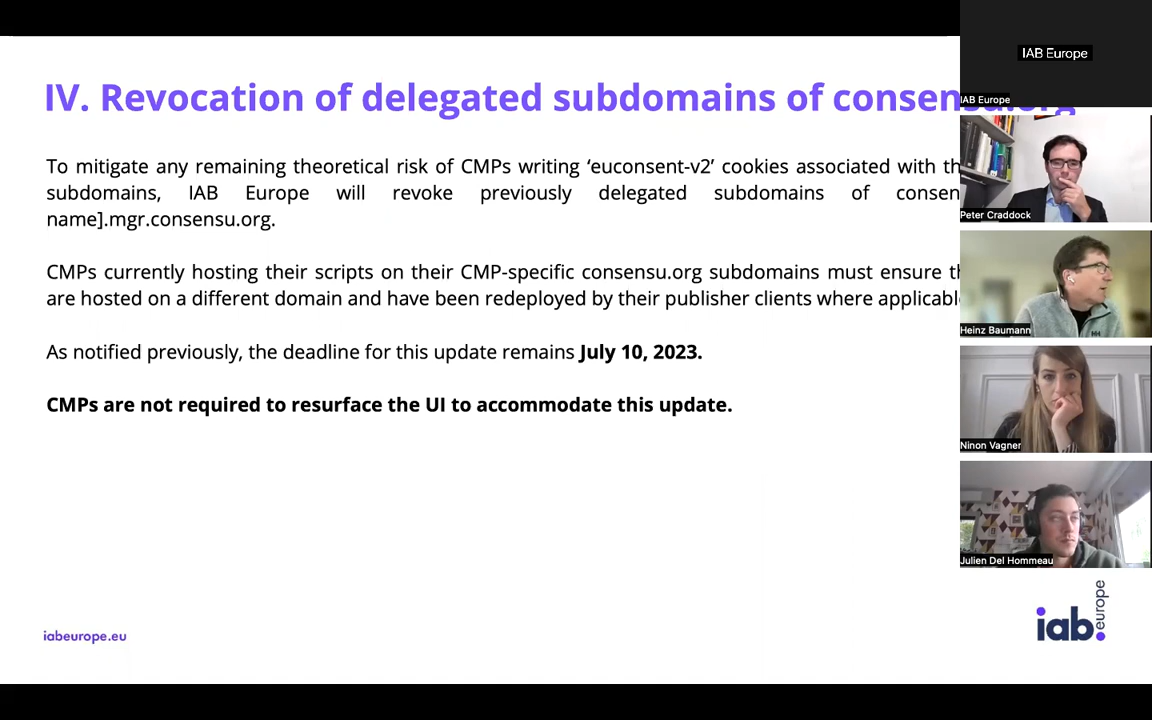 IV. Revocation of delegated subdomains of consensu.org
To mitigate any remaining theoretical risk of CMPs writing ‘euconsent-v2’ cookies associated with
subdomains, IAB Europe will revoke previously delegated subdomains of
name].mgr.consensu.org.
CMPs currently hosting their scripts on their CMP-specific consensu.org subdomains must ensure
are hosted on a different domain and have been redeployed by their publisher clients where
As notified previously, the deadline for this update remains July 10, 2023.
CMPs are not required to resurface the UI to accommodate this update.
iabeurope.eu
IAB Europe
IAB Europe
Peter Craddock
Heinz Baumann
Ninon Vagner
Julien Del Hommeau
iab.europe